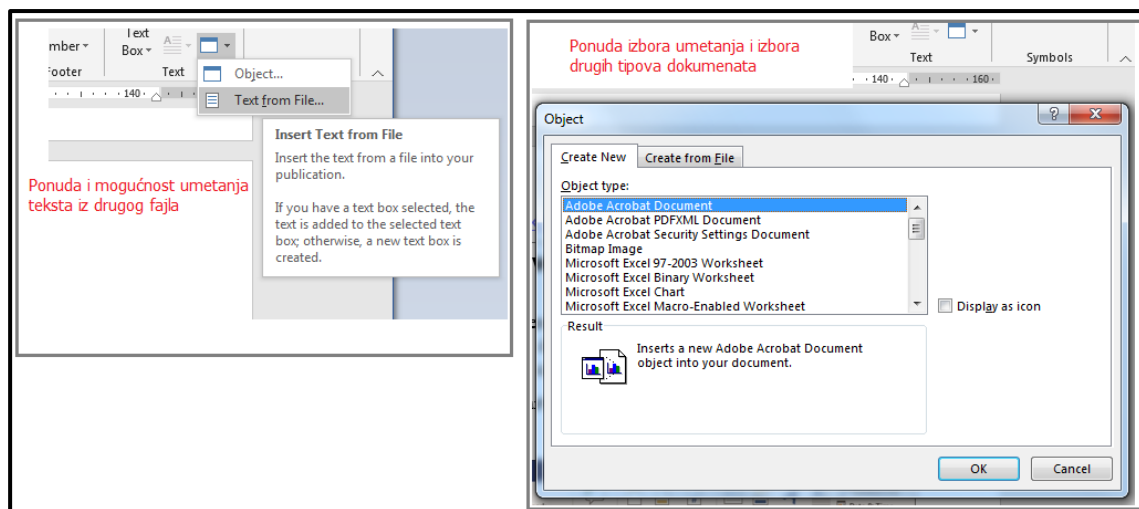 Text
mber
Box
Footer
Text
Object...
140
Text from File...
Insert Text from File
Insert the text from a file into your
publication.
If you have a text box selected, the
text is added to the selected text
box; otherwise, a new text box is
created.
Ponuda i mogućnost umetanja
teksta iz drugog fajla
Ponuda izbora umetanja i izbora
drugih tipova dokumenata
Box
Text
Symbols
140 160
Object
Create New
Create from File
Object type:
Adobe Acrobat Document
Adobe Acrobat PDFXML Document
Adobe Acrobat Security Settings Document
Bitmap Image
Microsoft Excel 97-2003 Worksheet
Microsoft Excel Binary Worksheet
Microsoft Excel Chart
Microsoft Excel Macro-Enabled Worksheet
Display as icon
Result
Inserts a new Adobe Acrobat Document
object into your document.
OK
Cancel